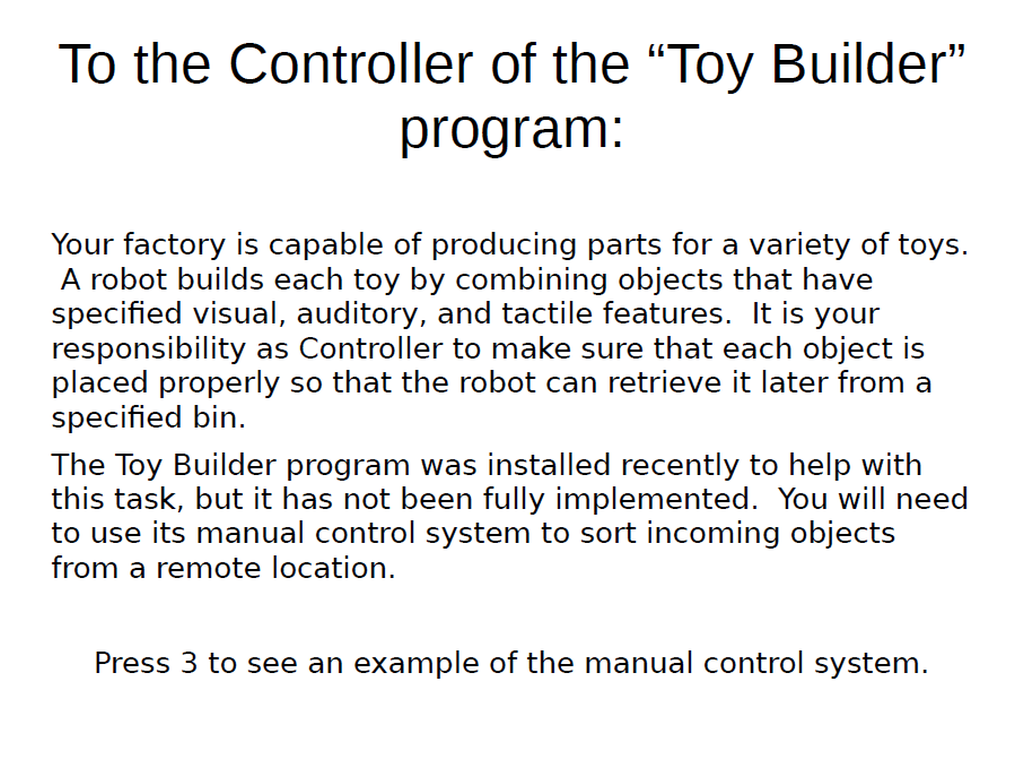 To the Controller of the “Toy Builder”
program:
Your factory is capable of producing parts for a variety of toys.
A robot builds each toy by combining objects that have
specified visual, auditory, and tactile features.  It is your
responsibility as Controller to make sure that each object is
placed properly so that the robot can retrieve it later from a
specified bin.
The Toy Builder program was installed recently to help with
this task, but it has not been fully implemented.  You will need
to use its manual control system to sort incoming objects
from a remote location.
Press 3 to see an example of the manual control system.